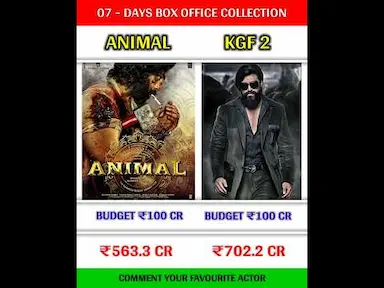 07 - DAYS BOX OFFICE COLLECTION
ANIMAL
KGF 2
ANIMAL
BUDGET ₹100 CR
BUDGET ₹100 CR
₹563.3 CR
₹702.2 CR
COMMENT YOUR FAVOURITE ACTOR